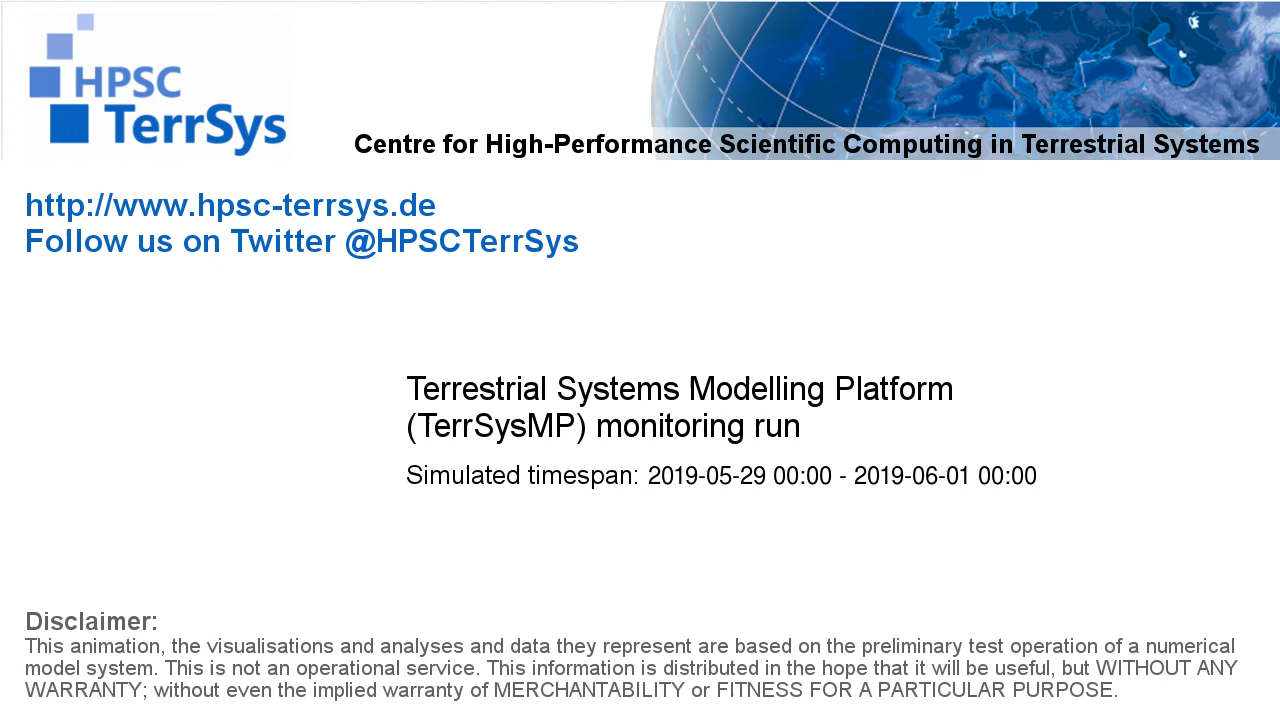 HPSC
TerrSys
Centre for High-Performance Scientific Computing in Terrestrial Systems
http://www.hpsc-terrsys.de
Follow us on Twitter @HPSCTerrSys
Terrestrial Systems Modelling Platform
(TerrSysMP) monitoring run
Simulated timespan: 2019-05-29 00:00 - 2019-06-01 00:00
Disclaimer:
This animation, the visualisations and analyses and data they represent are based on the preliminary test operation of a numerical
model system. This is not an operational service. This information is distributed in the hope that it will be useful, but WITHOUT ANY
WARRANTY; without even the implied warranty of MERCHANTABILITY or FITNESS FOR A PARTICULAR PURPOSE.